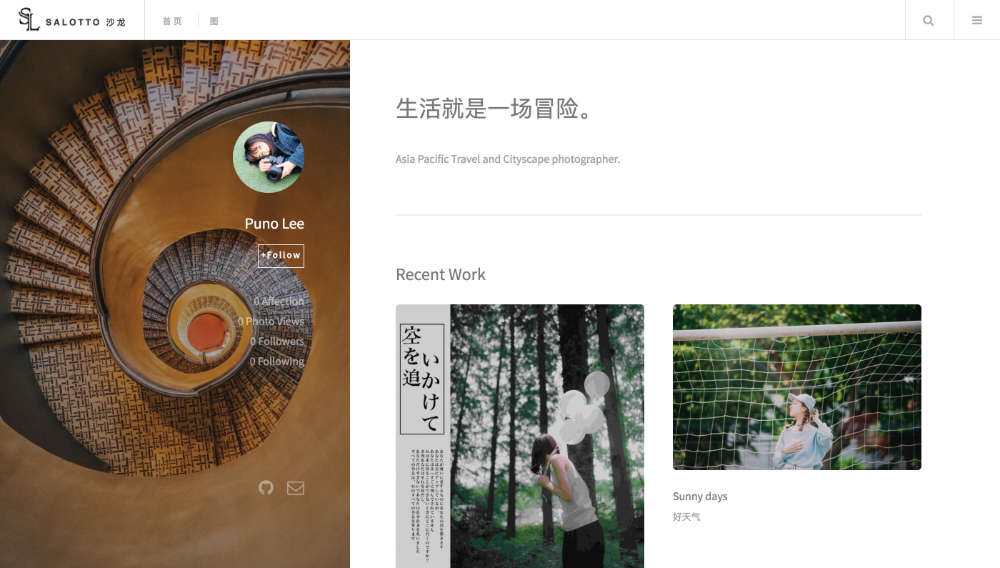 SL SALOTTO 沙龙
首页
图
Puno Lee
+Follow
0 Affection
0 Photo Views
0 Followers
0 Following
生活就是一场冒险。
Asia Pacific Travel and Cityscape photographer.
Recent Work
空を追
いかけて
Sunny days
好天气